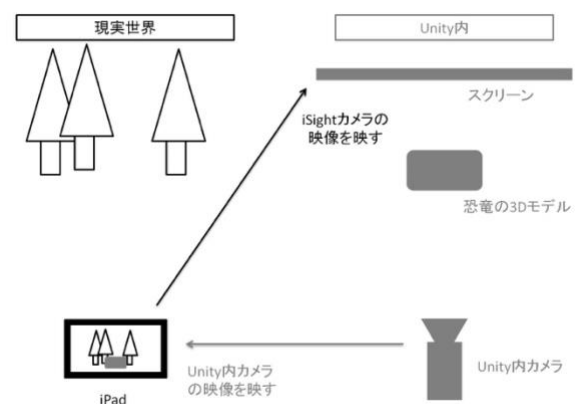 現実世界
Unity内
スクリーン
iSightカメラの
映像を映す
恐竜の3Dモデル
Unity内カメラ
の映像を映す
Unity内カメラ
iPad